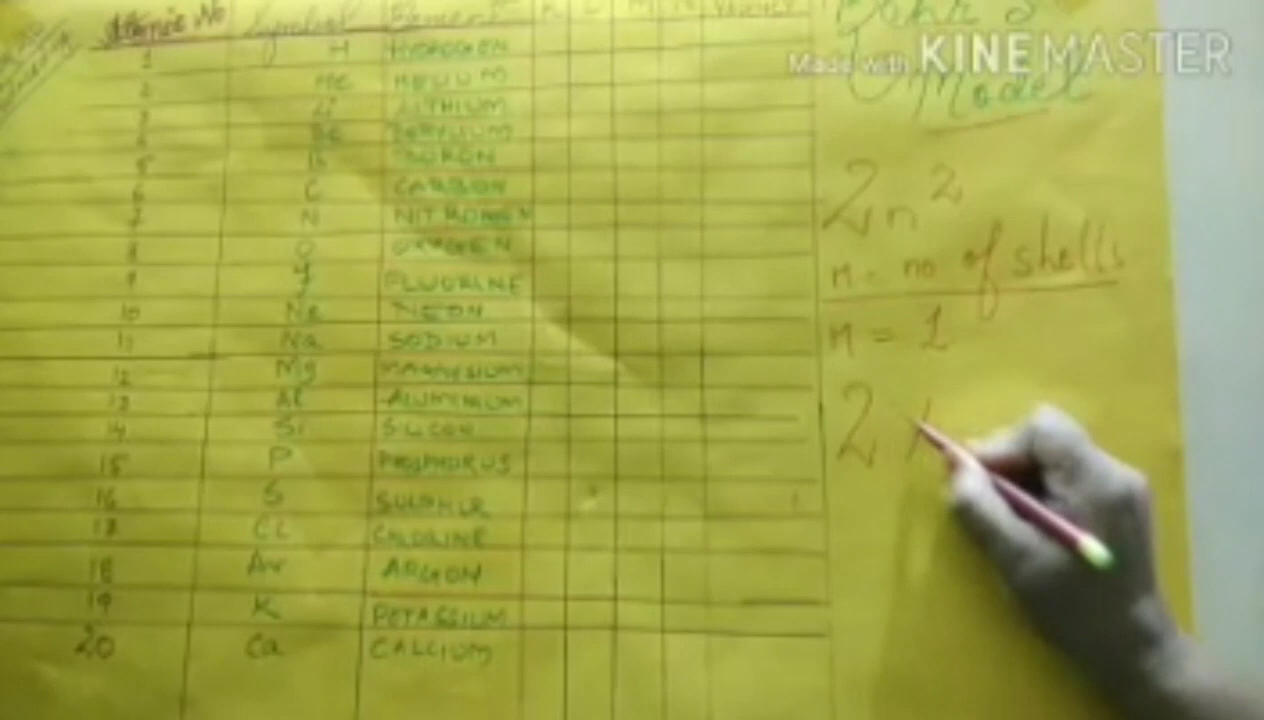 Atomic No Symbol Element K L M N Valency
1 H HYDROGEN
2 He HELIUM
3 Li LITHIUM
4 Be
5 B BORON
6 C CARBON
7 N NITROGEN
8 O OXYGEN
9 F FLUORINE
10 Ne NEON
11 Na SODIUM
12 Mg MAGNESIUM
13 Al ALUMINIUM
14 Si SILICON
15 P PHOSPHORUS
16 S SULPHUR
17 CL CHLORINE
18 Ar ARGON
19 K POTASSIUM
20 Ca CALCIUM
Bohr's
Model
Made with KINEMASTER
2n²
n = no of shells
n = 1
2 x